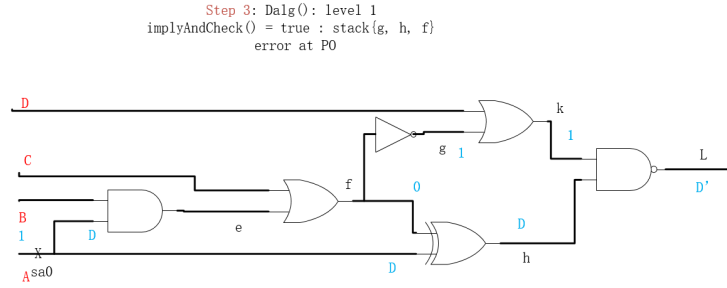 Step 3: Dalg(): level 1
implyAndCheck() = true : stack{g, h, f}
error at PO
D
k
1
g
1
L
D'
C
f
0
B
1
D
e
D
h
X
A
sa0
D